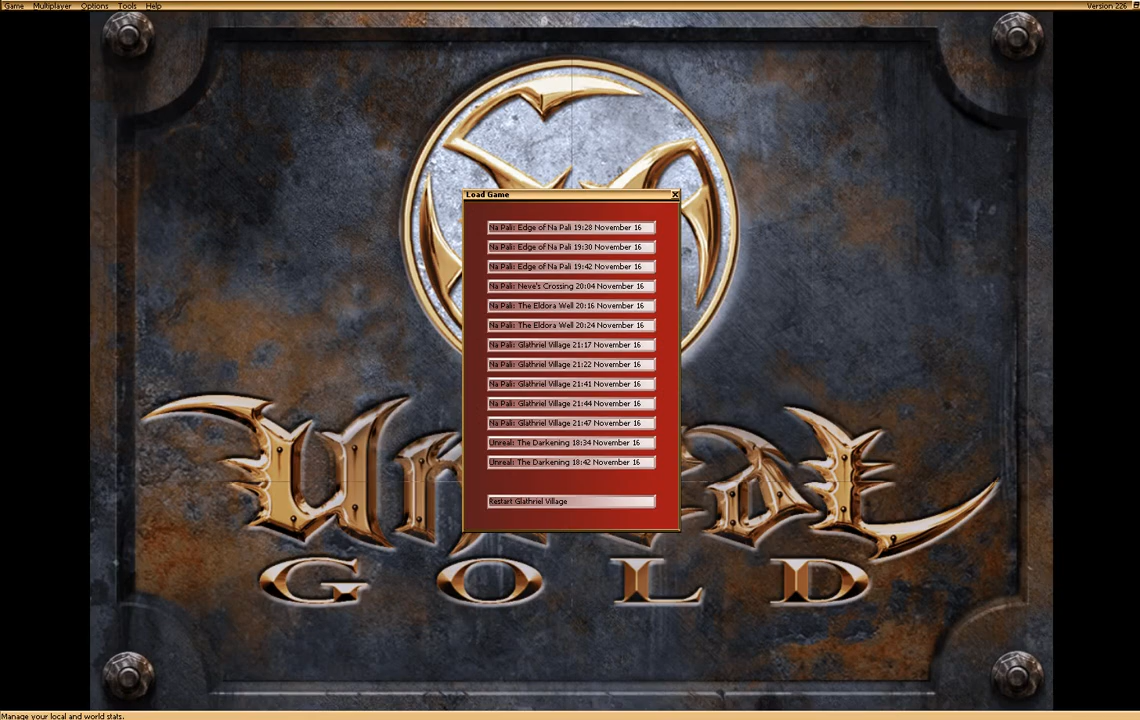 Game Multiplayer Options Tools Help Version 226
Load Game
Na Pali: Edge of Na Pali 19:28 November 16
Na Pali: Edge of Na Pali 19:30 November 16
Na Pali: Edge of Na Pali 19:42 November 16
Na Pali: Neve's Crossing 20:04 November 16
Na Pali: The Eldora Well 20:16 November 16
Na Pali: The Eldora Well 20:24 November 16
Na Pali: Glathriel Village 21:17 November 16
Na Pali: Glathriel Village 21:22 November 16
Na Pali: Glathriel Village 21:41 November 16
Na Pali: Glathriel Village 21:44 November 16
Na Pali: Glathriel Village 21:47 November 16
Unreal: The Darkening 18:34 November 16
Unreal: The Darkening 18:42 November 16
Restart Glathriel Village
Unreal
GOLD
Manage your local and world stats.